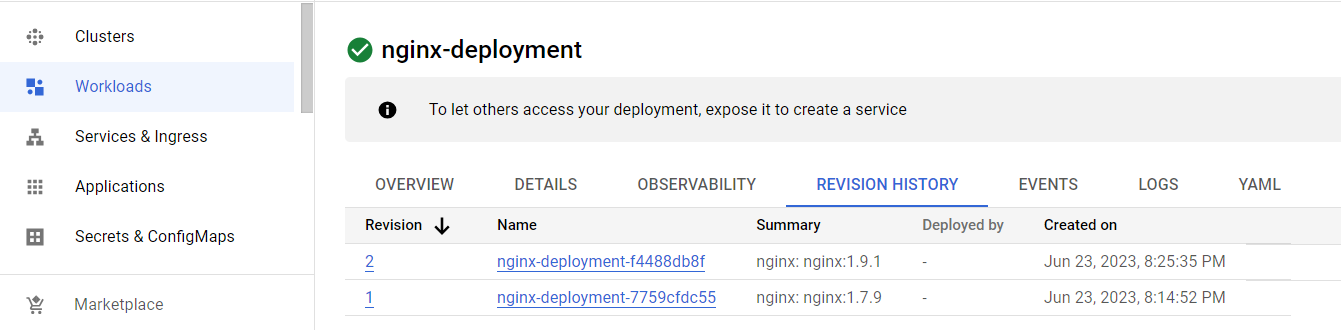 Clusters
Workloads
Services & Ingress
Applications
Secrets & ConfigMaps
Marketplace
nginx-deployment
To let others access your deployment, expose it to create a service
OVERVIEW DETAILS OBSERVABILITY REVISION HISTORY EVENTS LOGS YAML
Revision Name Summary Deployed by Created on
2 nginx-deployment-f4488db8f nginx: nginx:1.9.1 - Jun 23, 2023, 8:25:35 PM
1 nginx-deployment-7759cfdc55 nginx: nginx:1.7.9 - Jun 23, 2023, 8:14:52 PM